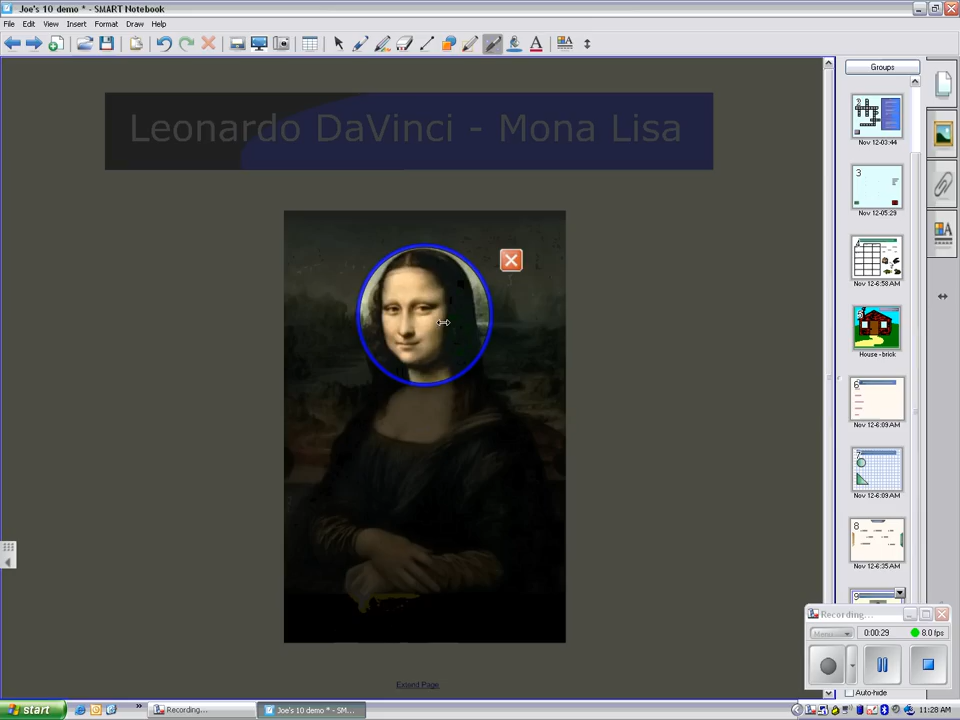 Joe's 10 demo * - SMART Notebook
File Edit View Insert Format Draw Window Help
Leonardo DaVinci - Mona Lisa
Groups
Nov 12-03:44
3
Nov 12-05:29
Nov 12-6:58 AM
House - brick
6
Nov 12-6:09 AM
7
Nov 12-6:09 AM
8
Nov 12-6:35 AM
9
Extend Page
Recording...
Menu
0:00:29
8.0 fps
Auto-hide
start
Recording...
Joe's 10 demo * - SM...
11:28 AM